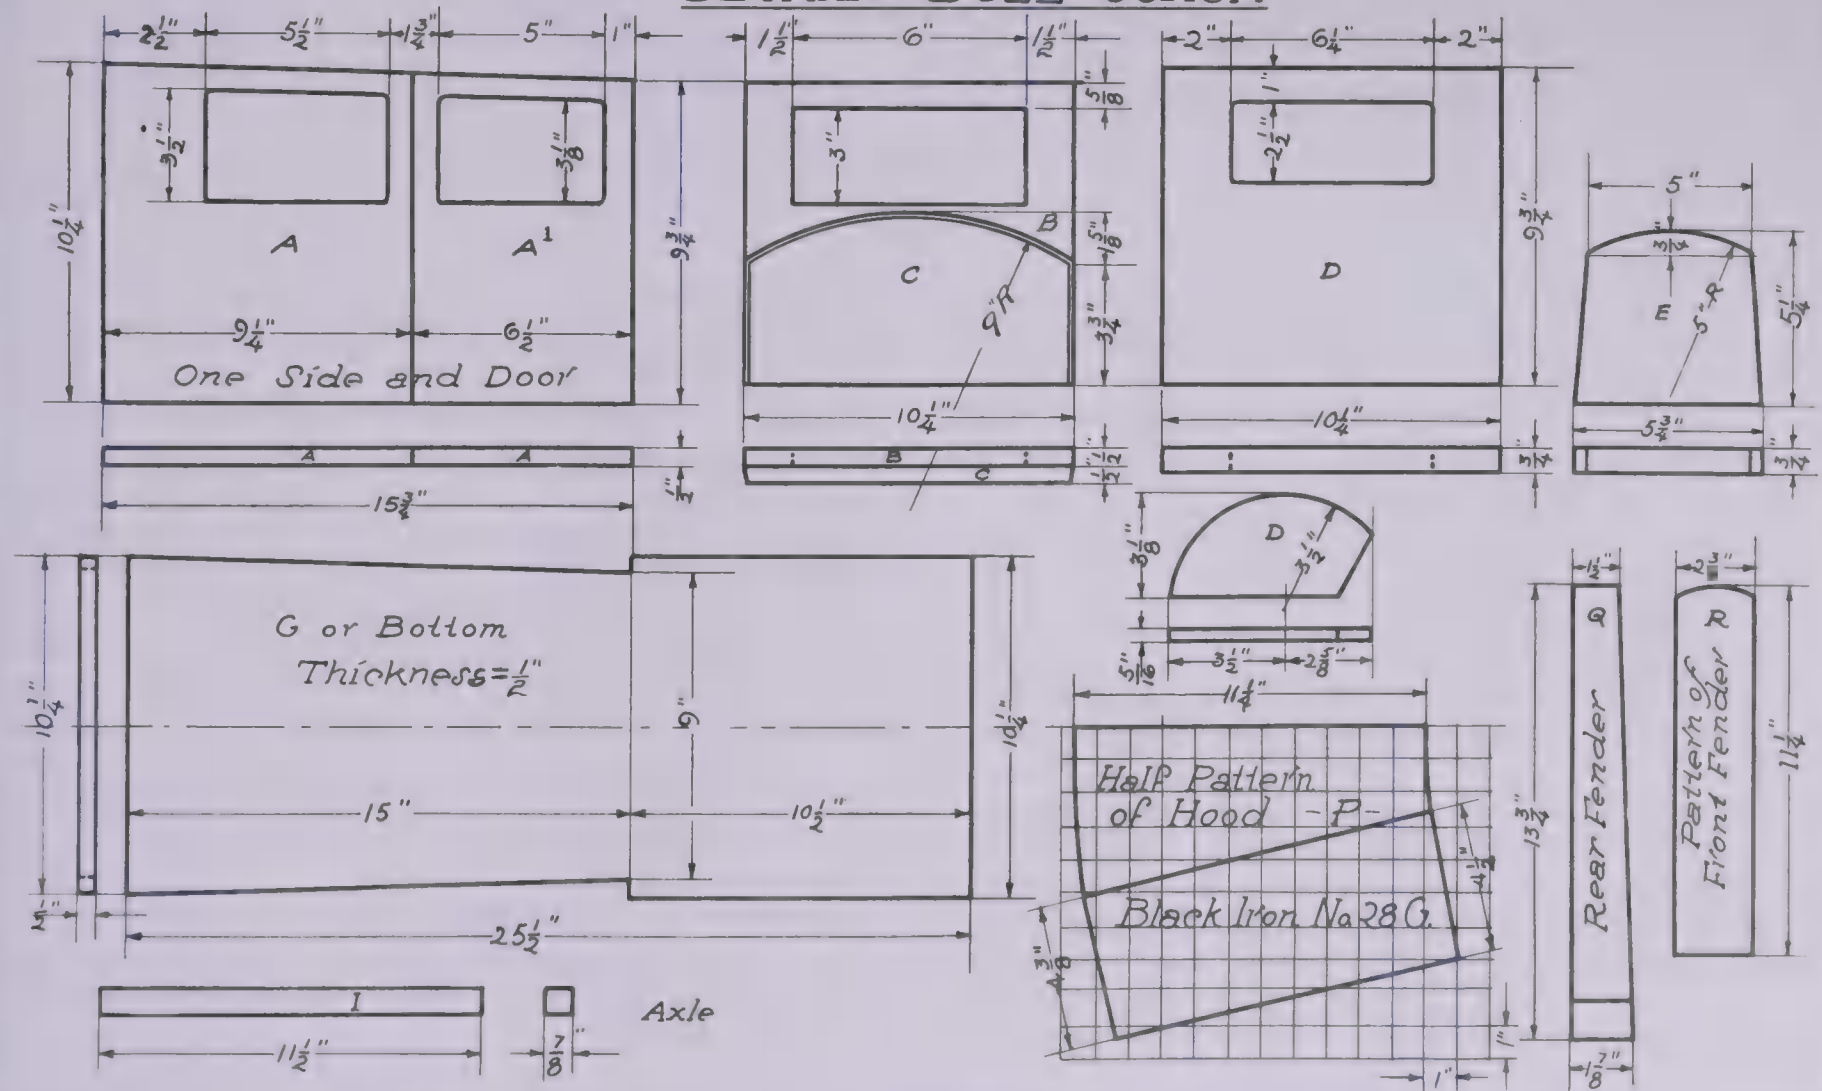 2½" 5½" 1¾" 5" 1"
10¼"
3½"
3⅛"
9¾"
A
A¹
9¼" 6½"
One Side and Door
A A
½"
15¾"
1½" 6" 1½"
⅝"
3"
B
1⅝"
C
9"R
3¾"
10¼"
B
C
½"
½"
2" 6¼" 2"
1"
2½"
9¾"
D
10¼"
¾"
5"
¾"
E
5"R
5¼"
5¾"
¾"
D
3⅛"
3½"
5/16"
3½" 2⅝"
G or Bottom
Thickness=½"
10¼"
9"
10¼"
15" 10½"
½"
25½"
I
11½"
⅞"
Axle
11¼"
Half Pattern
of Hood -P-
Black Iron No. 28 G.
4½"
4⅜"
1"
1"
1½"
13¾"
Rear Fender Q
1⅞"
Pattern of
Front Fender R
11¼"